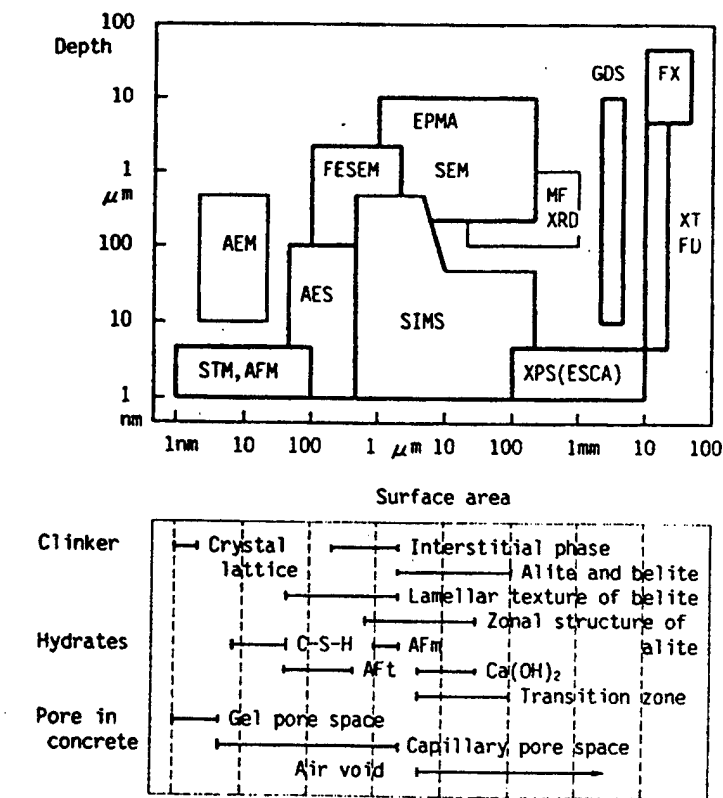 100
Depth
10
1
μm
100
10
1
nm
GDS FX
EPMA
FESEM SEM
MF
XRD
XT
FD
AEM
AES
SIMS
STM, AFM
XPS(ESCA)
1nm 10 100 1 μm 10 100 1mm 10 100
Surface area
Clinker Crystal Interstitial phase
lattice Alite and belite
Lamellar texture of belite
Zonal structure of
Hydrates C-S-H AFm alite
AFt Ca(OH)₂
Transition zone
Pore in Gel pore space
concrete Capillary pore space
Air void